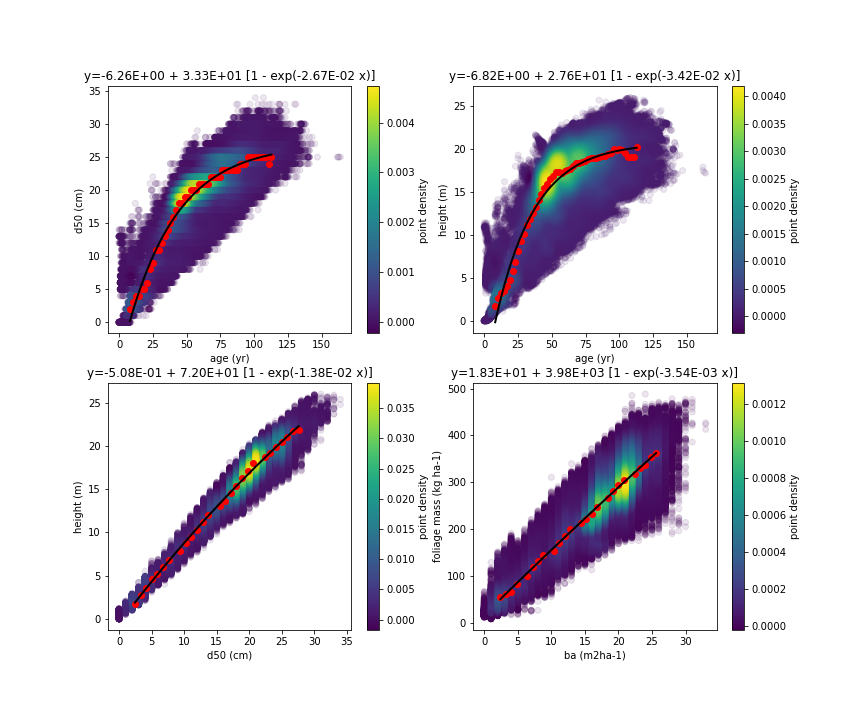 y=-6.26E+00 + 3.33E+01 [1 - exp(-2.67E-02 x)]
35
30
25
20
15
10
5
0
d50 (cm)
0 25 50 75 100 125 150
age (yr)
0.004
0.003
0.002
0.001
0.000
point density
y=-6.82E+00 + 2.76E+01 [1 - exp(-3.42E-02 x)]
25
20
15
10
5
0
height (m)
0 25 50 75 100 125 150
age (yr)
0.0040
0.0035
0.0030
0.0025
0.0020
0.0015
0.0010
0.0005
0.0000
point density
y=-5.08E-01 + 7.20E+01 [1 - exp(-1.38E-02 x)]
25
20
15
10
5
0
height (m)
0 5 10 15 20 25 30 35
d50 (cm)
0.035
0.030
0.025
0.020
0.015
0.010
0.005
0.000
point density
y=1.83E+01 + 3.98E+03 [1 - exp(-3.54E-03 x)]
500
400
300
200
100
0
foliage mass (kg ha-1)
0 5 10 15 20 25 30
ba (m2ha-1)
0.0012
0.0010
0.0008
0.0006
0.0004
0.0002
0.0000
point density